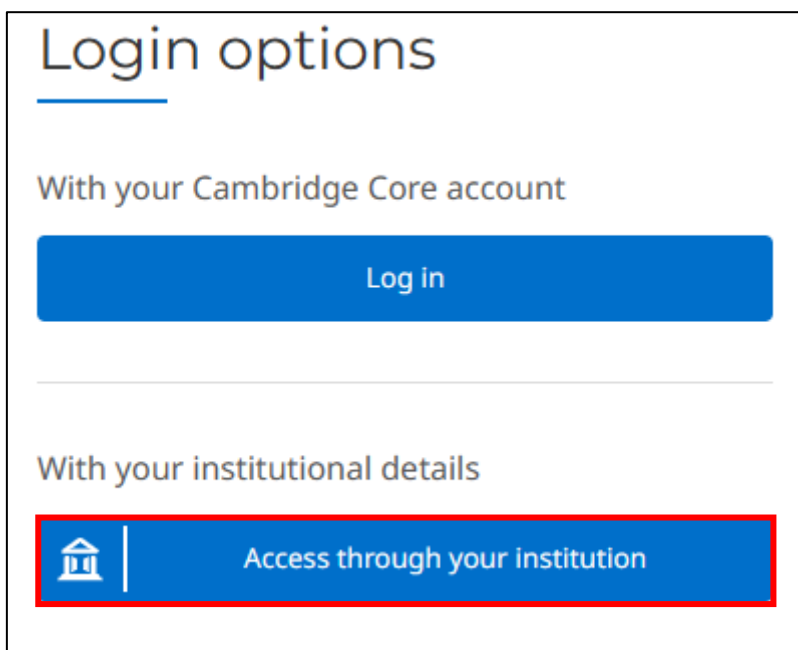 Login options
With your Cambridge Core account
Log in
With your institutional details
Access through your institution